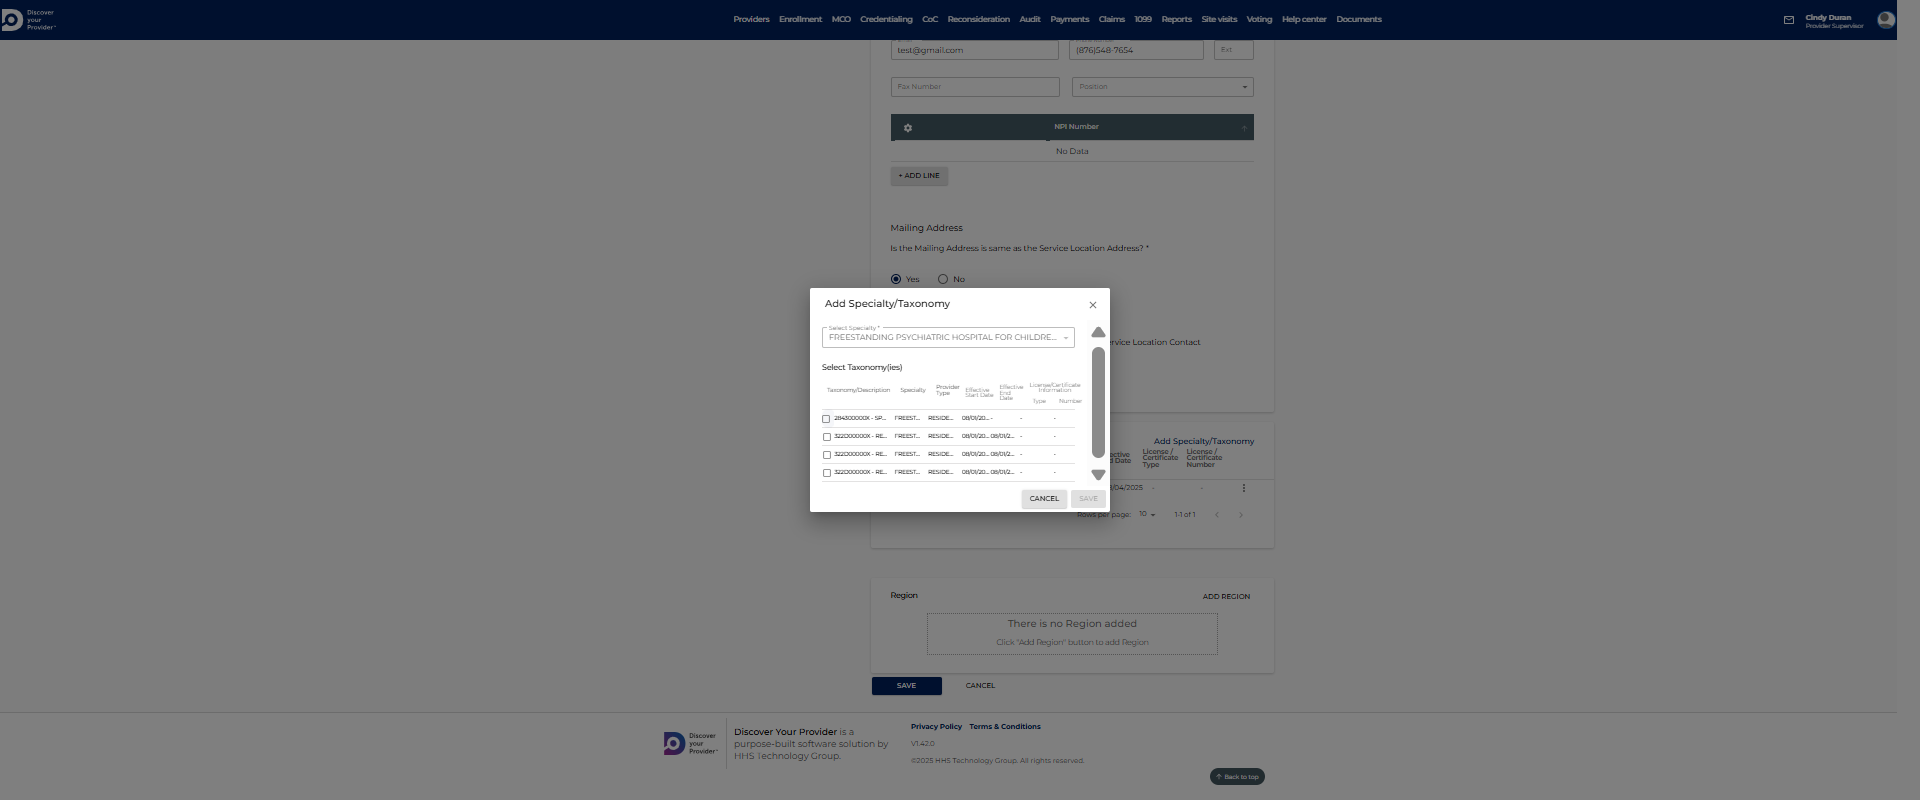 Discover your Provider™
Providers Enrollment MCO Credentialing CoC Reconsideration Audit Payments Claims 1099 Reports Site visits Voting Help center Documents
Cindy Duran
Provider Supervisor
test@gmail.com
(876)548-7654
Ext
Fax Number
Position
NPI Number
No Data
+ ADD LINE
Mailing Address
Is the Mailing Address is same as the Service Location Address? *
Yes
No
Add Specialty/Taxonomy
Select Specialty *
FREESTANDING PSYCHIATRIC HOSPITAL FOR CHILDRE...
Select Taxonomy(ies)
Taxonomy/Description Specialty Provider Type Effective Start Date Effective End Date License/Certificate Information
Type Number
284300000X - SP... FREEST... RESIDE... 08/01/20... - - -
322D00000X - RE... FREEST... RESIDE... 08/01/20... 08/01/2... - -
322D00000X - RE... FREEST... RESIDE... 08/01/20... 08/01/2... - -
322D00000X - RE... FREEST... RESIDE... 08/01/20... 08/01/2... - -
CANCEL
SAVE
rvice Location Contact
Add Specialty/Taxonomy
ective
d Date
License / Certificate Type
License / Certificate Number
/04/2025 - -
Rows per page: 10 1-1 of 1
Region
ADD REGION
There is no Region added
Click "Add Region" button to add Region
SAVE
CANCEL
Discover your Provider™
Discover Your Provider is a
purpose-built software solution by
HHS Technology Group.
Privacy Policy Terms & Conditions
V1.42.0
©2025 HHS Technology Group. All rights reserved.
Back to top